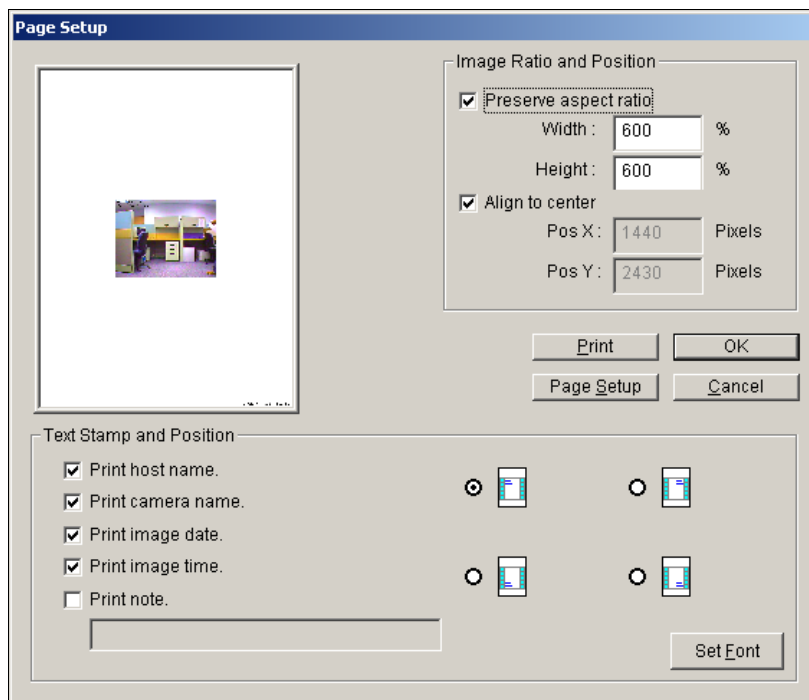 Page Setup
Image Ratio and Position
Preserve aspect ratio
Width : 600 %
Height : 600 %
Align to center
Pos X : 1440 Pixels
Pos Y : 2430 Pixels
Print OK
Page Setup Cancel
Text Stamp and Position
Print host name.
Print camera name.
Print image date.
Print image time.
Print note.
Set Font